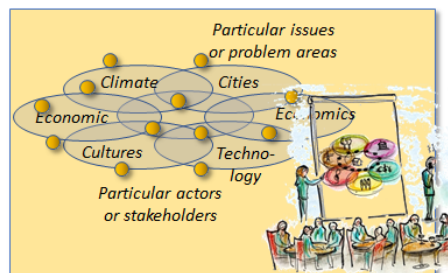 Particular issues
or problem areas
Climate
Cities
Economic
Economics
Cultures
Techno-
logy
Particular actors
or stakeholders